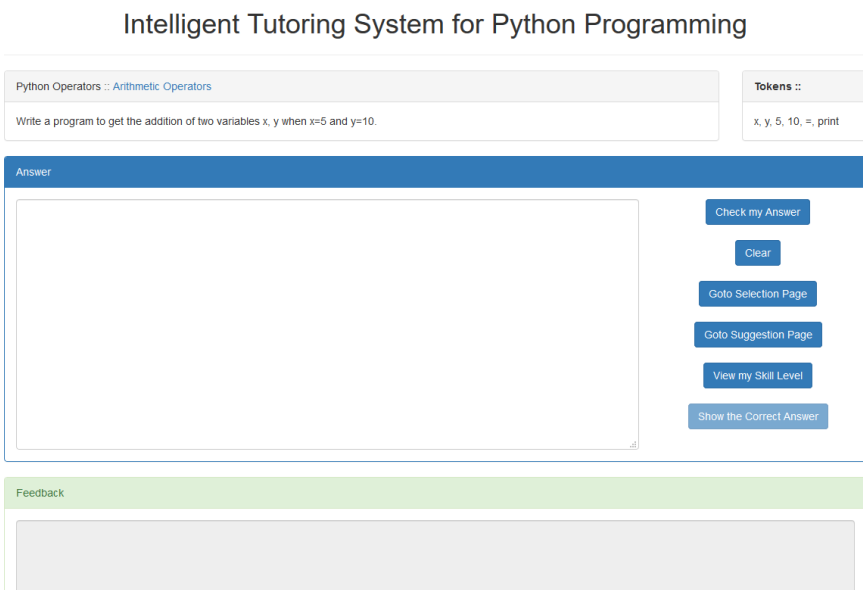 Intelligent Tutoring System for Python Programming
Python Operators :: Arithmetic Operators
Tokens ::
Write a program to get the addition of two variables x, y when x=5 and y=10.
x, y, 5, 10, =, print
Answer
Check my Answer
Clear
Goto Selection Page
Goto Suggestion Page
View my Skill Level
Show the Correct Answer
Feedback